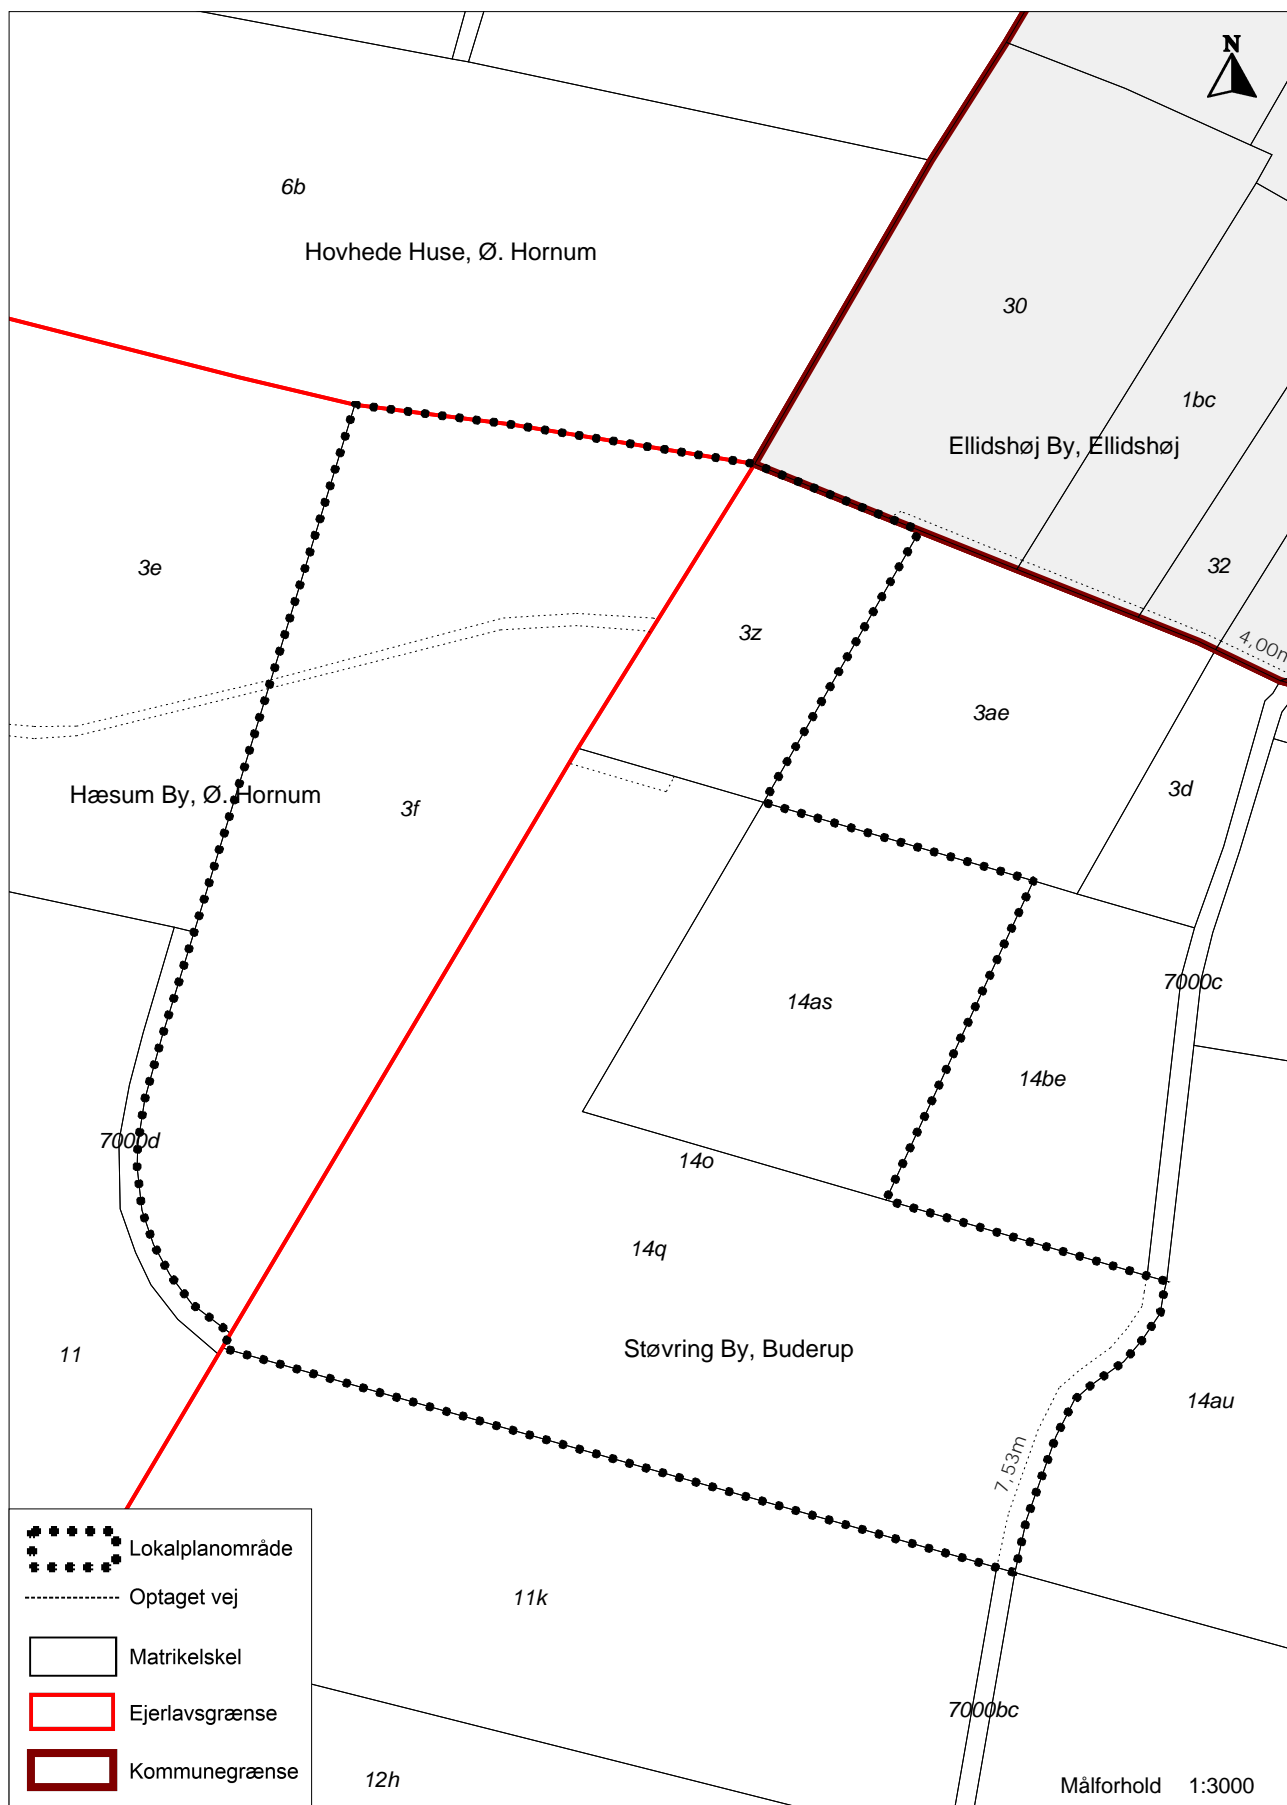 N
6b
Hovhede Huse, Ø. Hornum
30
1bc
Ellidshøj By, Ellidshøj
3e
32
3z
4,00m
3ae
3d
Hæsum By, Ø. Hornum
3f
7000c
14as
14be
7000d
14o
14q
Støvring By, Buderup
11
14au
7,53m
Lokalplanområde
Optaget vej
11k
Matrikelskel
7000bc
Ejerlavsgrænse
Kommunegrænse
12h
Målforhold 1:3000